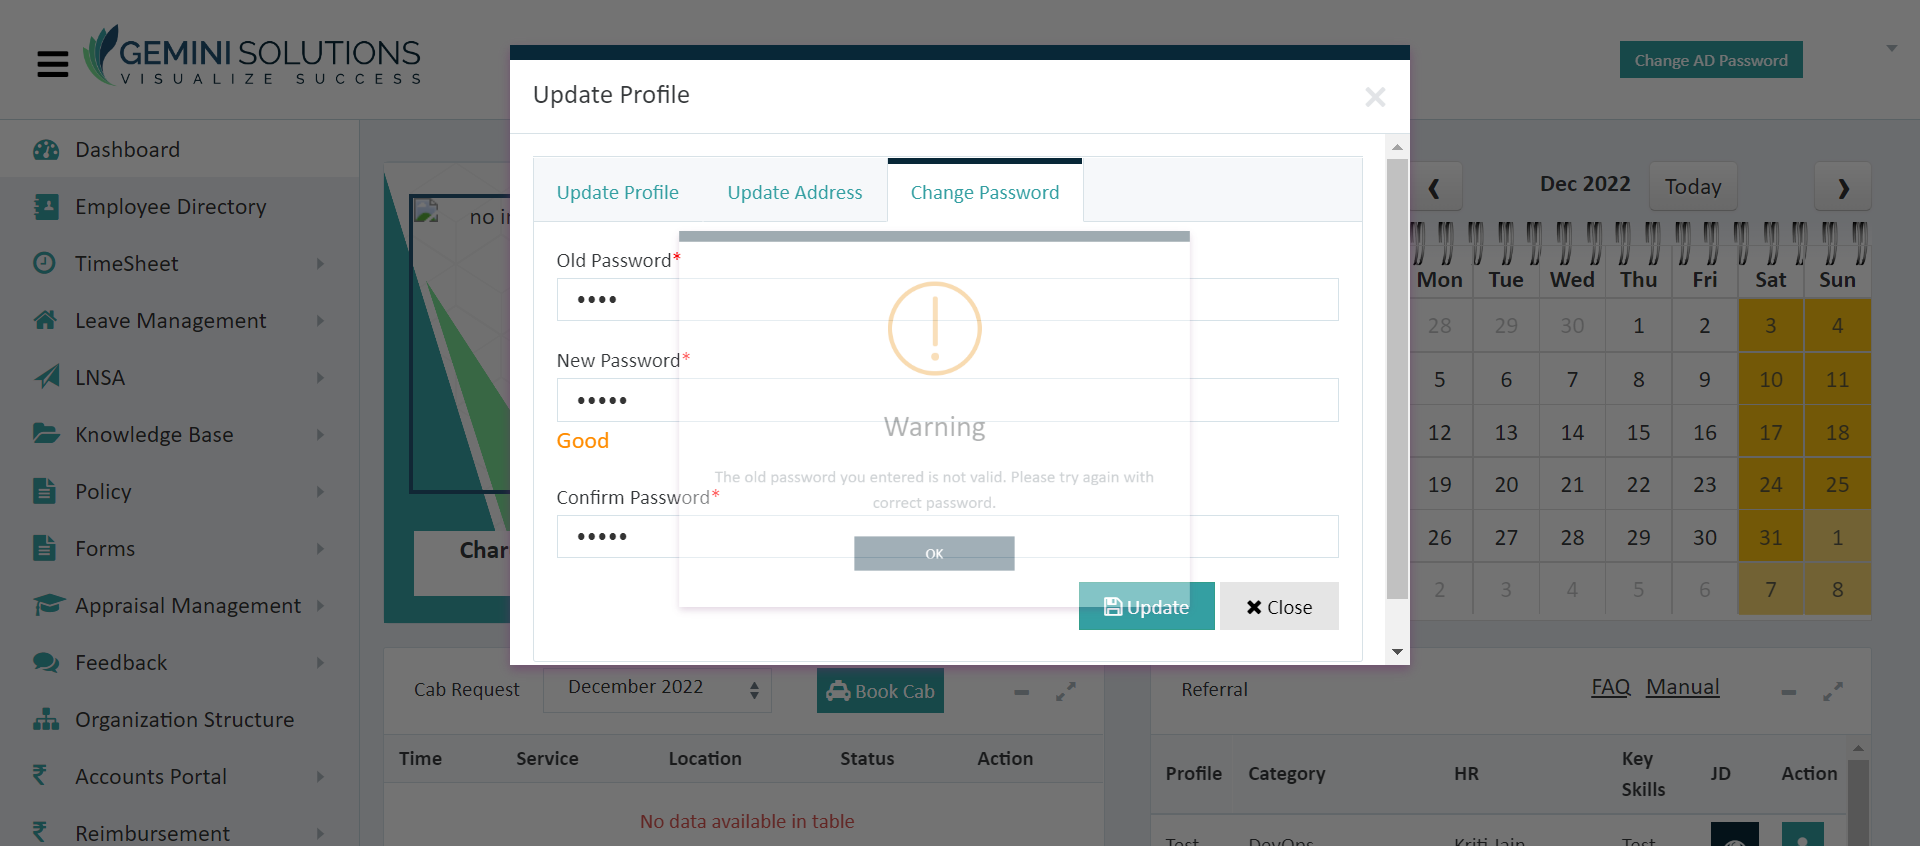 GEMINI SOLUTIONS
VISUALIZE SUCCESS
Change AD Password
Dashboard
Employee Directory
TimeSheet
Leave Management
LNSA
Knowledge Base
Policy
Forms
Appraisal Management
Feedback
Organization Structure
Accounts Portal
Reimbursement
no
Update Profile
Update Profile
Update Address
Change Password
Old Password*
••••
New Password*
•••••
Good
Confirm Password*
•••••
Update
Close
Warning
The old password you entered is not valid. Please try again with
correct password.
OK
Dec 2022
Today
Mon Tue Wed Thu Fri Sat Sun
28 29 30 1 2 3 4
5 6 7 8 9 10 11
12 13 14 15 16 17 18
19 20 21 22 23 24 25
26 27 28 29 30 31 1
2 3 4 5 6 7 8
Cab Request
December 2022
Book Cab
Time Service Location Status Action
No data available in table
Referral
FAQ Manual
Profile Category HR Key Skills JD Action
Test DevOps Kriti Jain Test